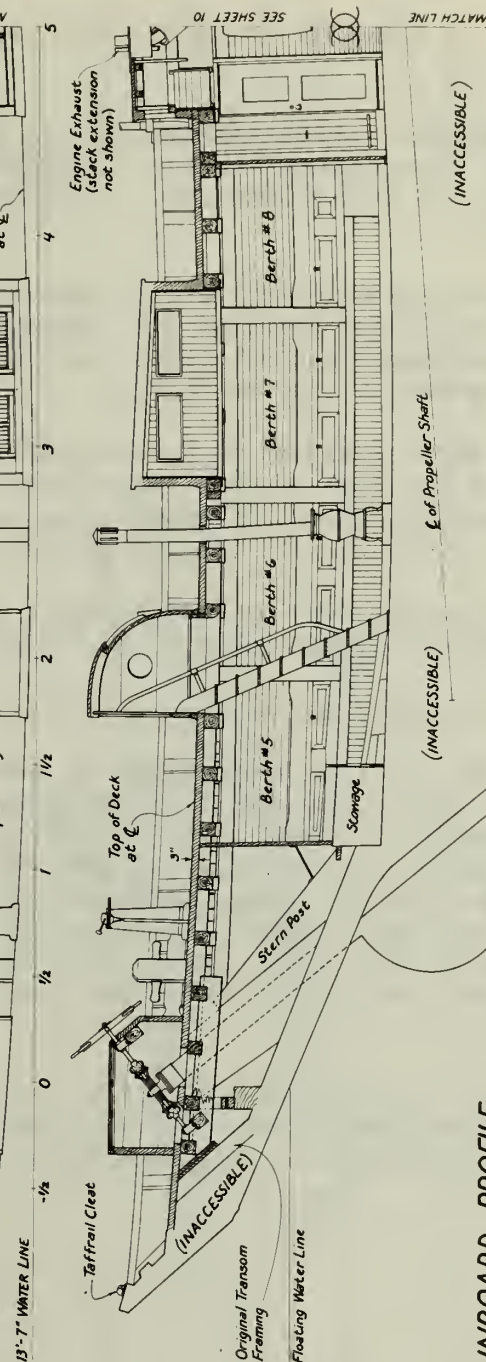 13'-7" WATER LINE
-1/2
0
1/2
1
1 1/2
2
3
4
5
at ℄
Taffrail Cleat
Top of Deck
at ℄
3"
Engine Exhaust
(stack extension
not shown)
SEE SHEET 10
MATCH LINE
Berth #5
Berth #6
Berth #7
Berth #8
Stowage
Stern Post
(INACCESSIBLE)
(INACCESSIBLE)
(INACCESSIBLE)
℄ of Propeller Shaft
Original Transom
Framing
Floating Water Line
INBOARD PROFILE